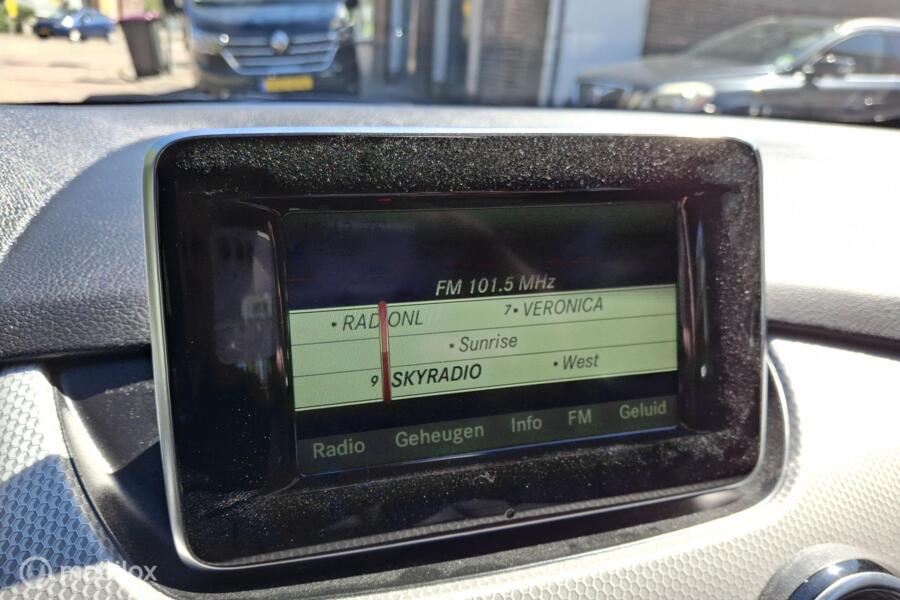 FM 101.5 MHz
• RADIONL 7• VERONICA
• Sunrise
9 SKYRADIO • West
Radio Geheugen Info FM Geluid